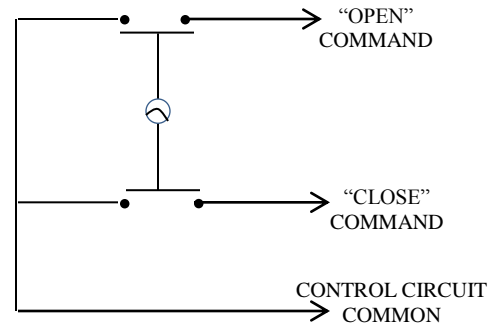 “OPEN”
COMMAND
“CLOSE”
COMMAND
CONTROL CIRCUIT
COMMON